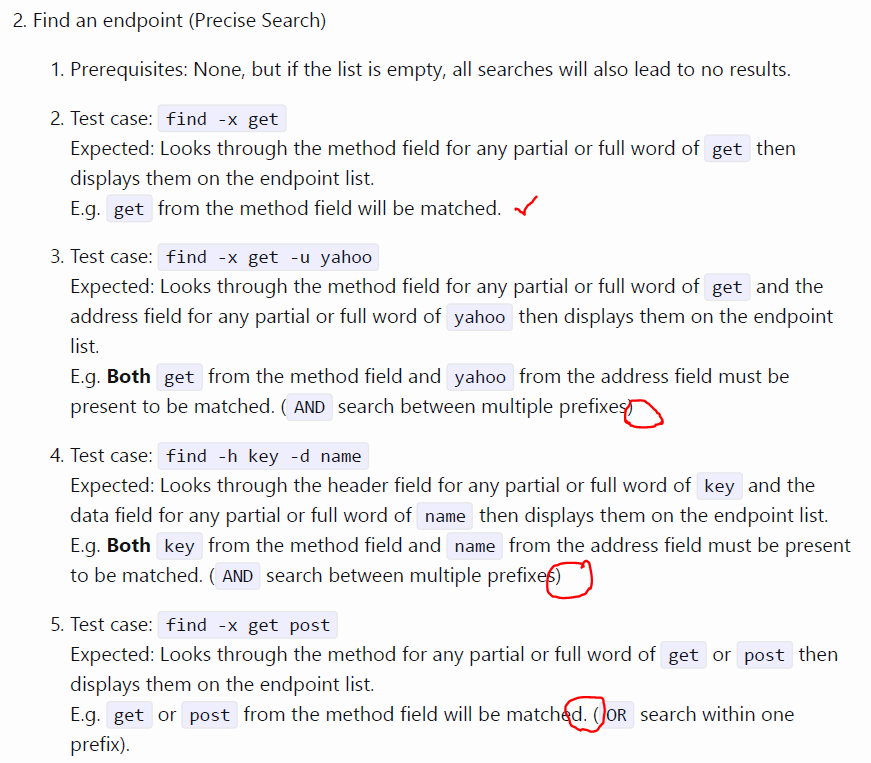 2. Find an endpoint (Precise Search)
1. Prerequisites: None, but if the list is empty, all searches will also lead to no results.
2. Test case: find -x get
Expected: Looks through the method field for any partial or full word of get then
displays them on the endpoint list.
E.g. get from the method field will be matched.
3. Test case: find -x get -u yahoo
Expected: Looks through the method field for any partial or full word of get and the
address field for any partial or full word of yahoo then displays them on the endpoint
list.
E.g. Both get from the method field and yahoo from the address field must be
present to be matched. ( AND search between multiple prefixes)
4. Test case: find -h key -d name
Expected: Looks through the header field for any partial or full word of key and the
data field for any partial or full word of name then displays them on the endpoint list.
E.g. Both key from the method field and name from the address field must be present
to be matched. ( AND search between multiple prefixes)
5. Test case: find -x get post
Expected: Looks through the method for any partial or full word of get or post then
displays them on the endpoint list.
E.g. get or post from the method field will be matched. ( OR search within one
prefix).